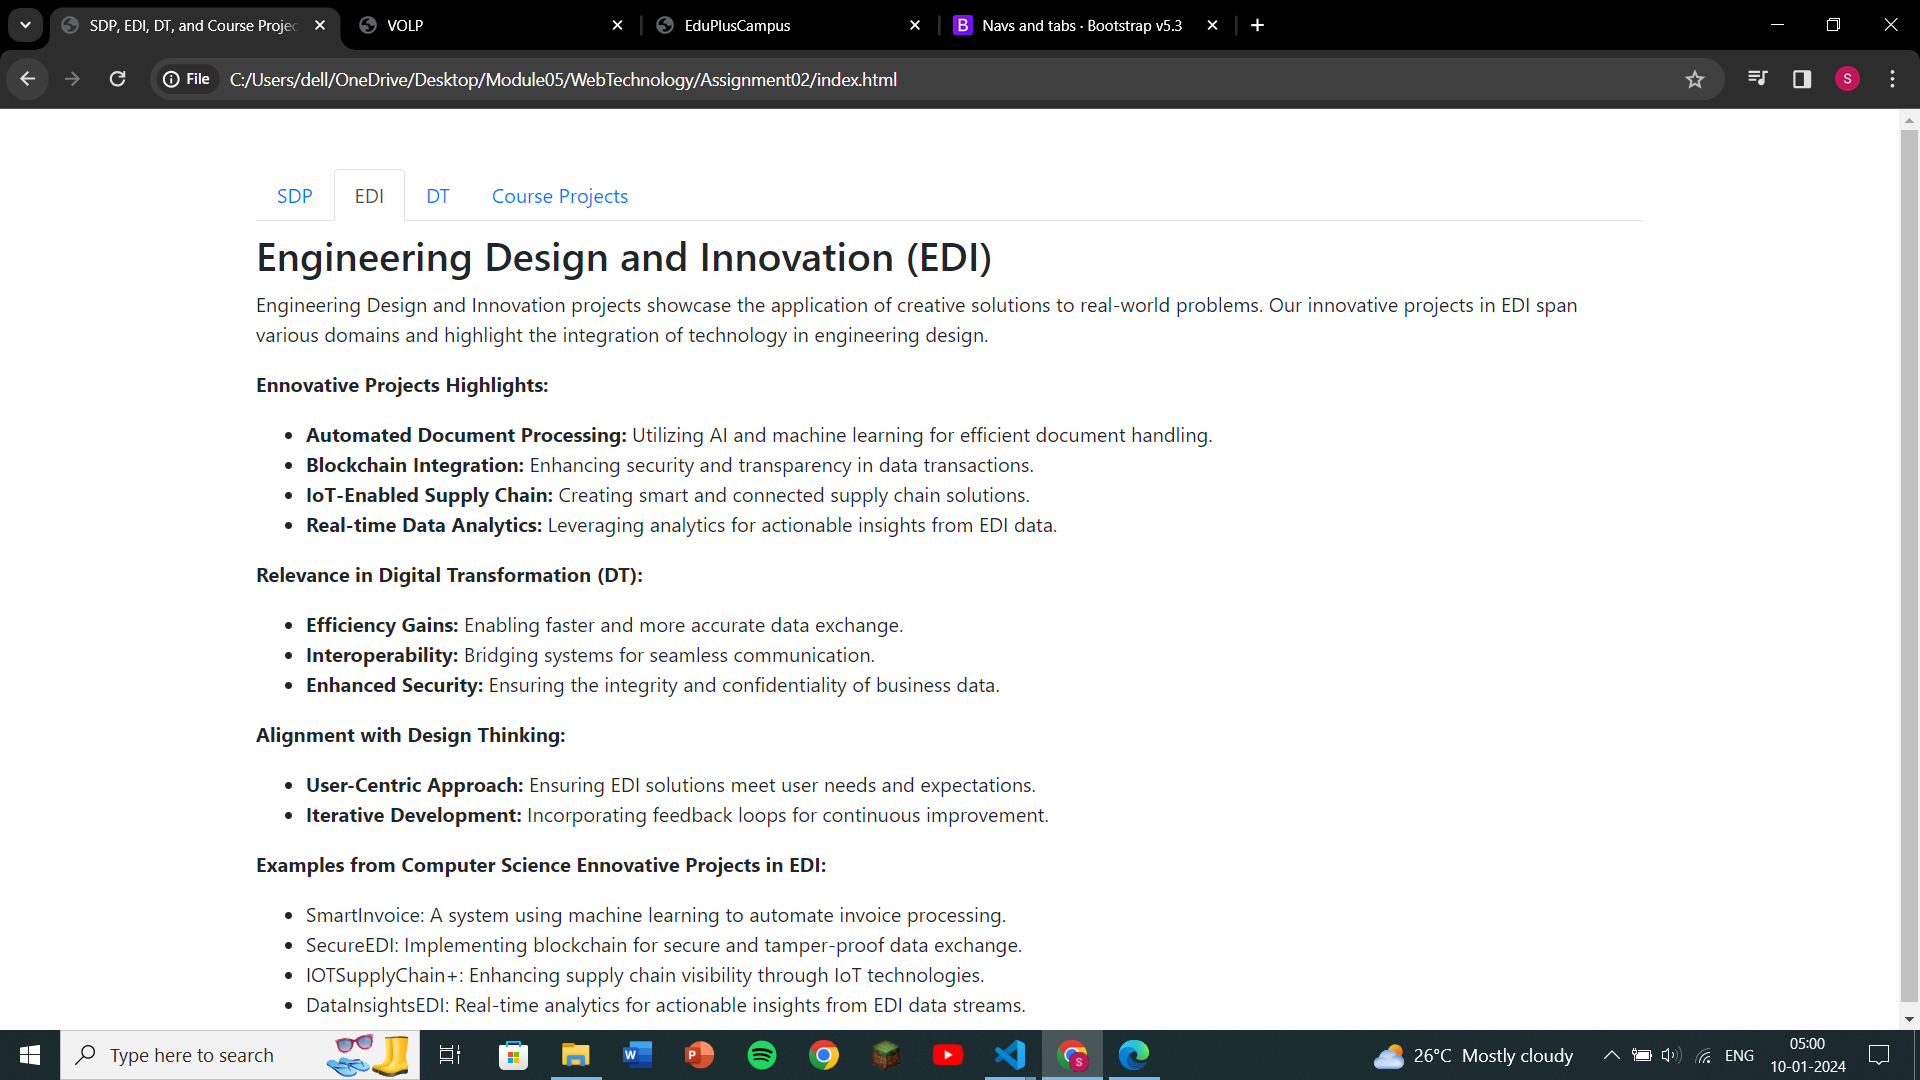 SDP, EDI, DT, and Course Projec
VOLP
EduPlusCampus
B Navs and tabs · Bootstrap v5.3
File C:/Users/dell/OneDrive/Desktop/Module05/WebTechnology/Assignment02/index.html
S
SDP EDI DT Course Projects
Engineering Design and Innovation (EDI)
Engineering Design and Innovation projects showcase the application of creative solutions to real-world problems. Our innovative projects in EDI span
various domains and highlight the integration of technology in engineering design.
Ennovative Projects Highlights:
• Automated Document Processing: Utilizing AI and machine learning for efficient document handling.
• Blockchain Integration: Enhancing security and transparency in data transactions.
• IoT-Enabled Supply Chain: Creating smart and connected supply chain solutions.
• Real-time Data Analytics: Leveraging analytics for actionable insights from EDI data.
Relevance in Digital Transformation (DT):
• Efficiency Gains: Enabling faster and more accurate data exchange.
• Interoperability: Bridging systems for seamless communication.
• Enhanced Security: Ensuring the integrity and confidentiality of business data.
Alignment with Design Thinking:
• User-Centric Approach: Ensuring EDI solutions meet user needs and expectations.
• Iterative Development: Incorporating feedback loops for continuous improvement.
Examples from Computer Science Ennovative Projects in EDI:
• SmartInvoice: A system using machine learning to automate invoice processing.
• SecureEDI: Implementing blockchain for secure and tamper-proof data exchange.
• IOTSupplyChain+: Enhancing supply chain visibility through IoT technologies.
• DataInsightsEDI: Real-time analytics for actionable insights from EDI data streams.
Type here to search
W
P
S
26°C Mostly cloudy
ENG
05:00
10-01-2024